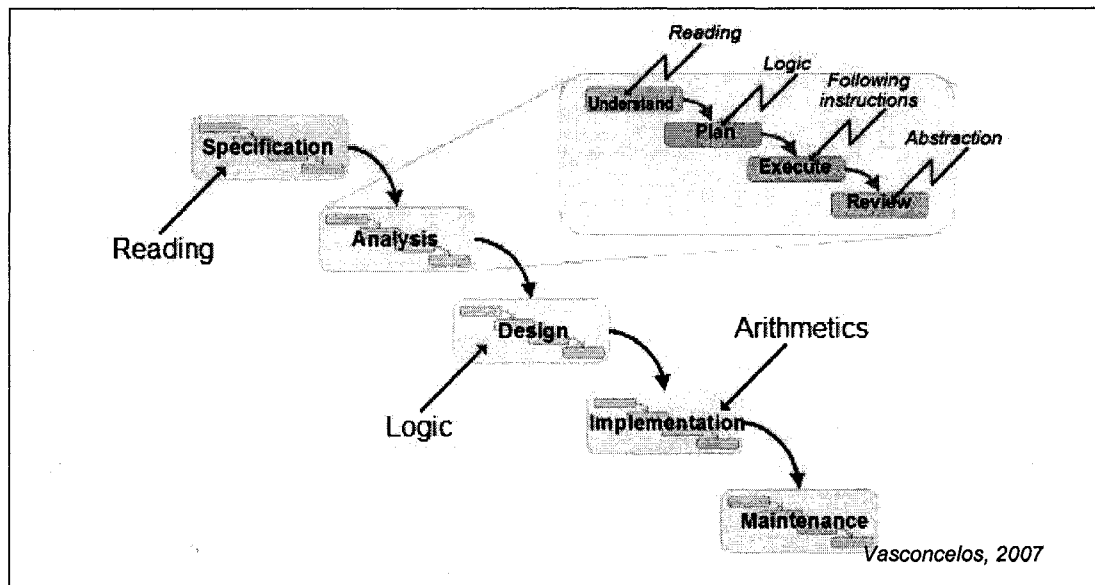 Reading
Logic
Following
instructions
Abstraction
Understand
Plan
Execute
Review
Specification
Reading
Analysis
Design
Logic
Arithmetics
Implementation
Maintenance
Vasconcelos, 2007